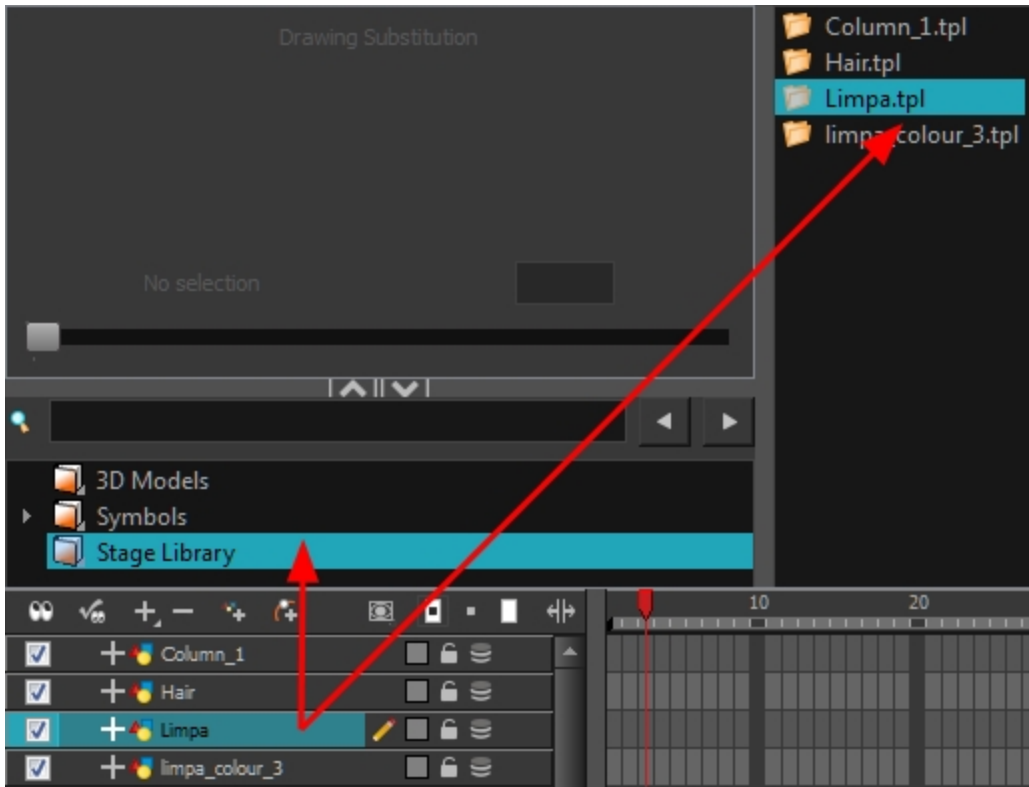 Drawing Substitution
No selection
Column_1.tpl
Hair.tpl
Limpa.tpl
limpa_colour_3.tpl
3D Models
Symbols
Stage Library
10 20
Column_1
Hair
Limpa
limpa_colour_3